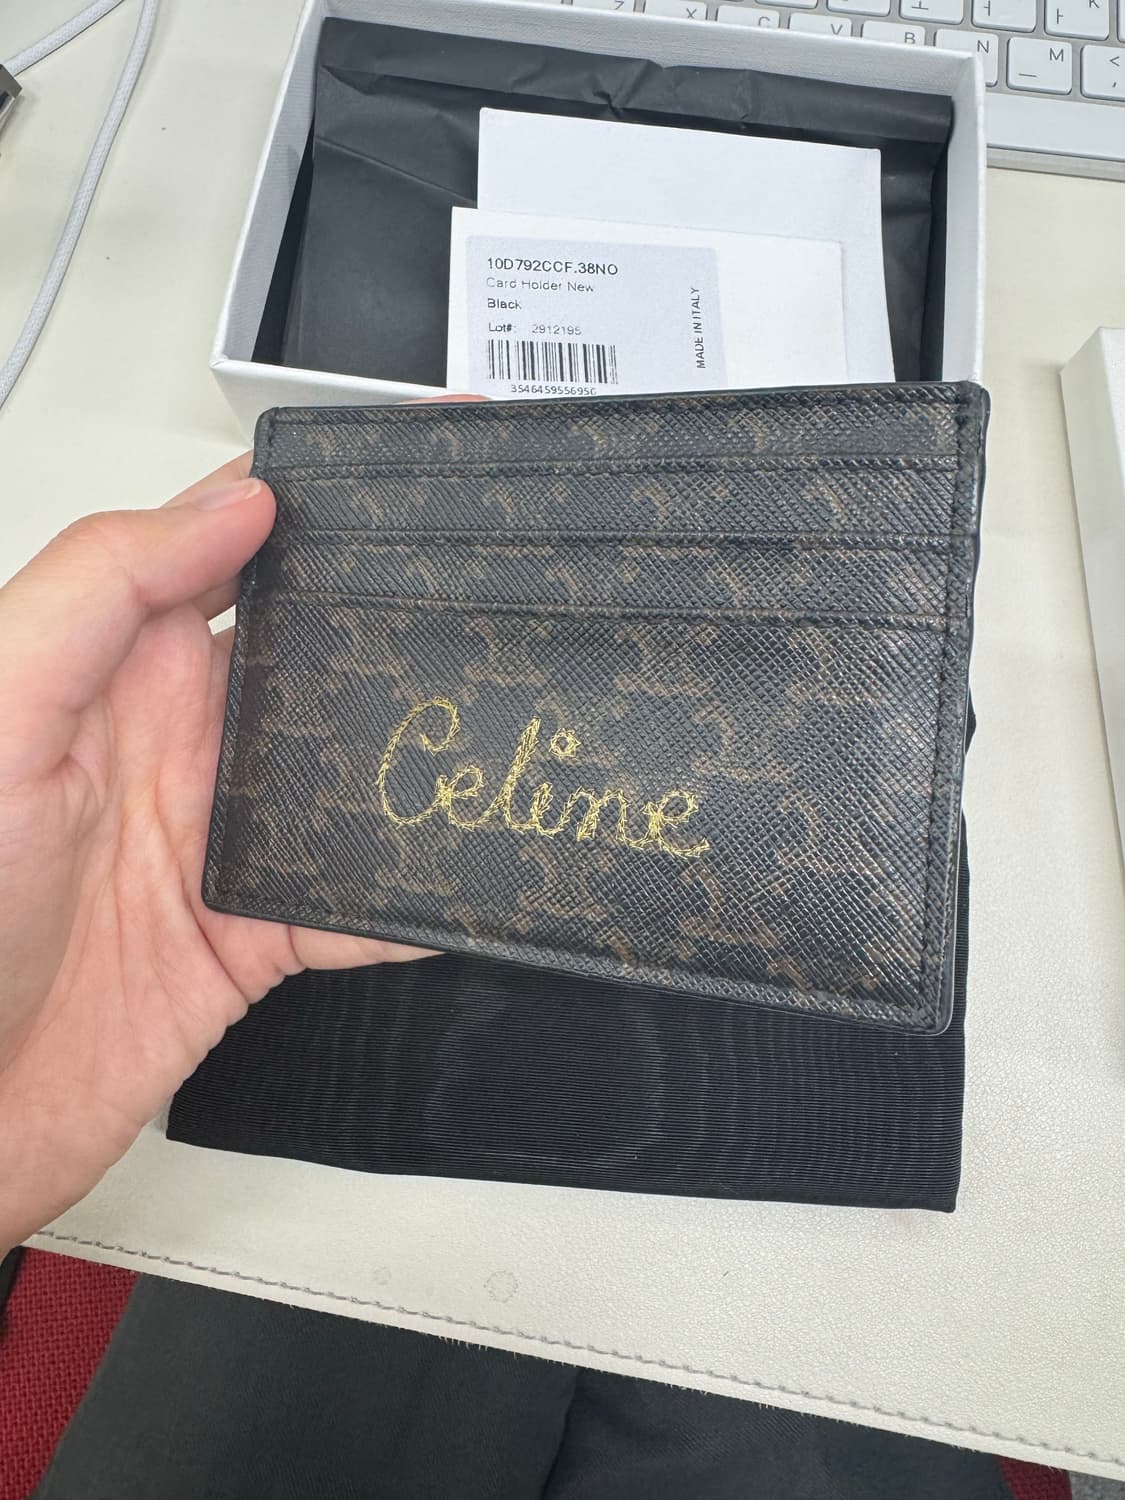 Z X C V B N M <
,
ㅗ ㅓ ㅏ K
ㅜ ㅡ
10D792CCF.38NO
Card Holder New
Black
Lot#: 2912195
MADE IN ITALY
Celine